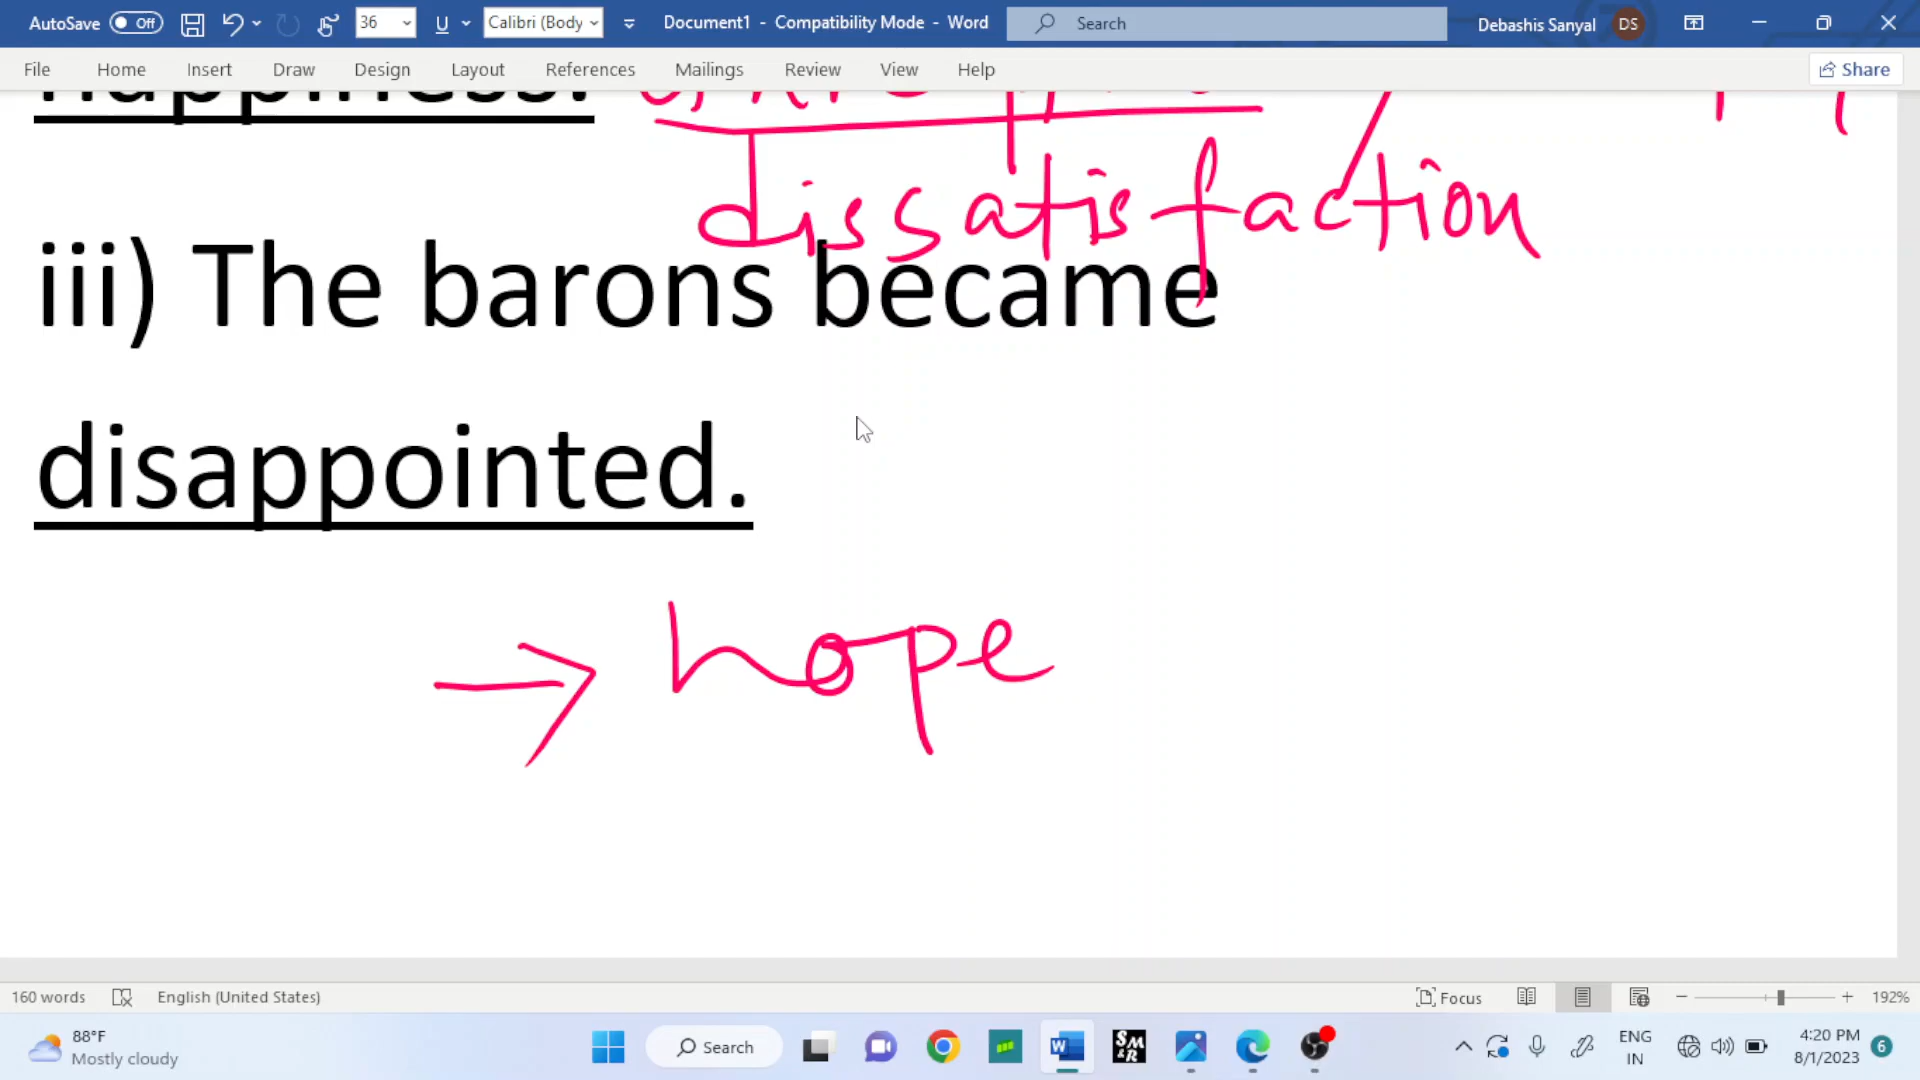 AutoSave Off 36 U Calibri (Body Document1 - Compatibility Mode - Word Search Debashis Sanyal DS
File Home Insert Draw Design Layout References Mailings Review View Help Share
happiness.
dissatisfaction
iii) The barons became
disappointed.
→ hope
160 words English (United States) Focus 192%
88°F
Mostly cloudy
Search
ENG
IN
4:20 PM
8/1/2023
6